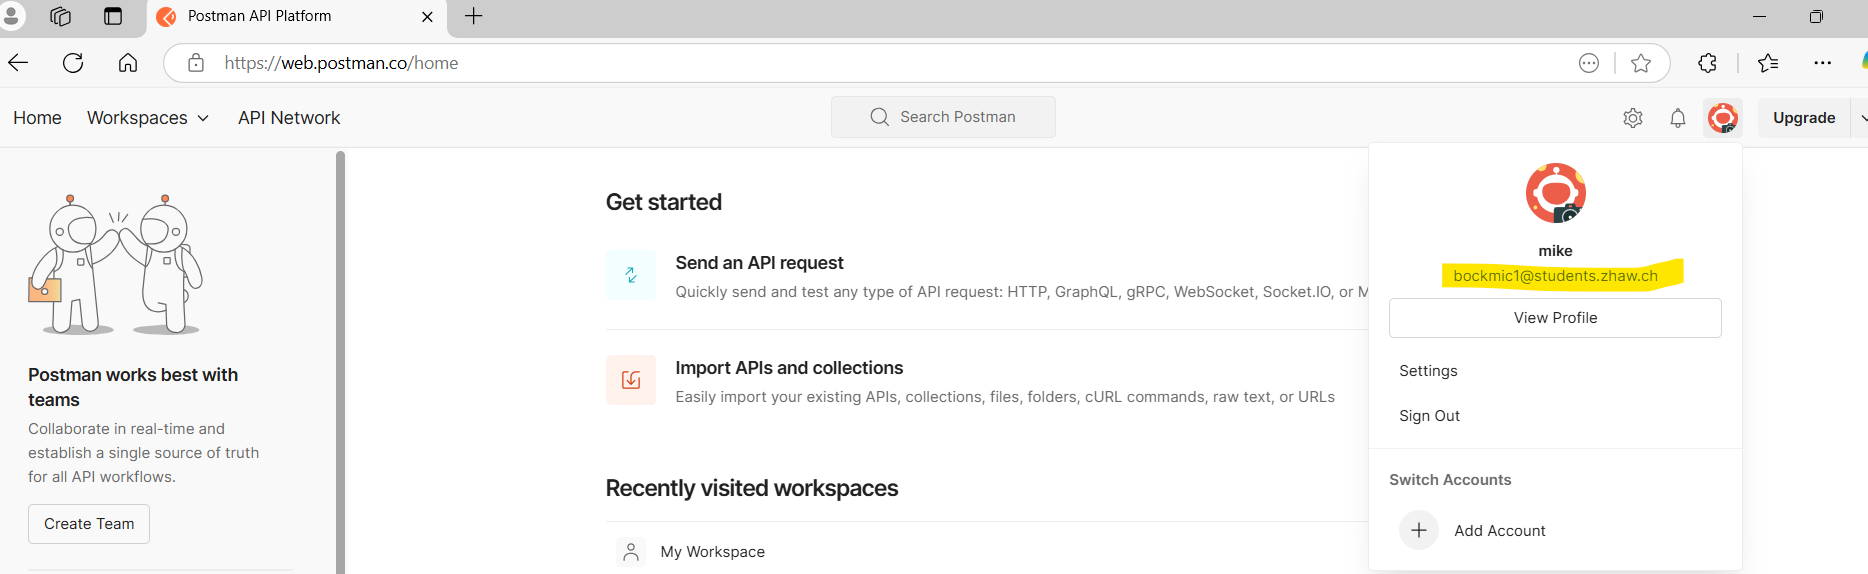 Postman API Platform
https://web.postman.co/home
Home
Workspaces
API Network
Search Postman
Upgrade
Postman works best with
teams
Collaborate in real-time and
establish a single source of truth
for all API workflows.
Create Team
Get started
Send an API request
Quickly send and test any type of API request: HTTP, GraphQL, gRPC, WebSocket, Socket.IO, or M
Import APIs and collections
Easily import your existing APIs, collections, files, folders, cURL commands, raw text, or URLs
Recently visited workspaces
My Workspace
mike
bockmic1@students.zhaw.ch
View Profile
Settings
Sign Out
Switch Accounts
Add Account